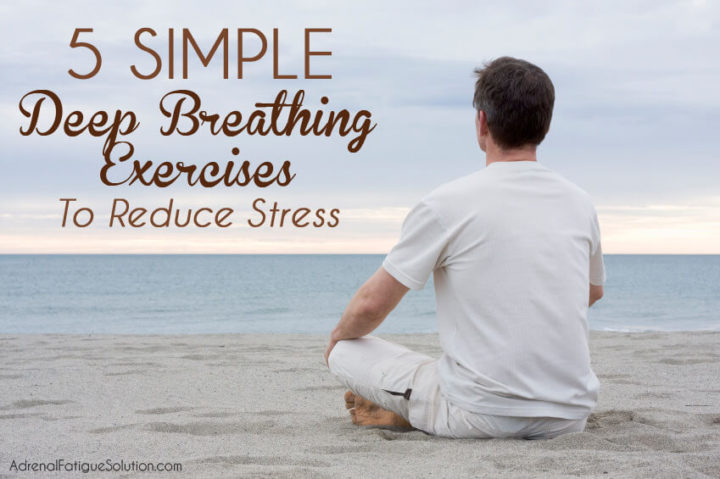 5 SIMPLE
Deep Breathing
Exercises
To Reduce Stress
AdrenalFatigueSolution.com